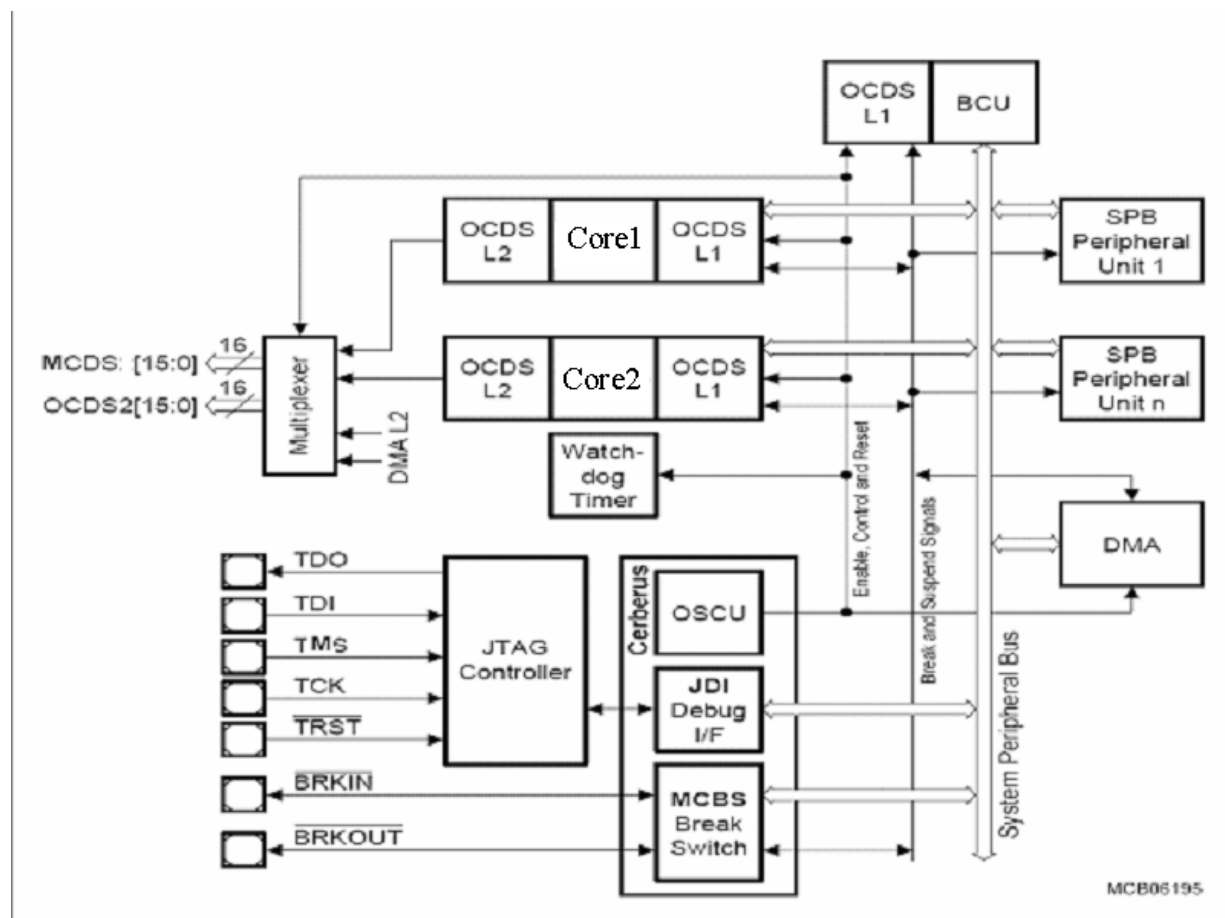 OCDS
L1
BCU
OCDS
L2
Core1
OCDS
L1
SPB
Peripheral
Unit 1
MCDS: [15:0]
16
OCDS2[15:0]
16
Multiplexer
DMA L2
OCDS
L2
Core2
OCDS
L1
SPB
Peripheral
Unit n
Watch-
dog
Timer
Enable, Control and Reset
Break and Suspend Signals
DMA
TDO
TDI
TMS
TCK
TRST
BRKIN
BRKOUT
JTAG
Controller
Cerberus
OSCU
JDI
Debug
I/F
MCBS
Break
Switch
System Peripheral Bus
MCB06195